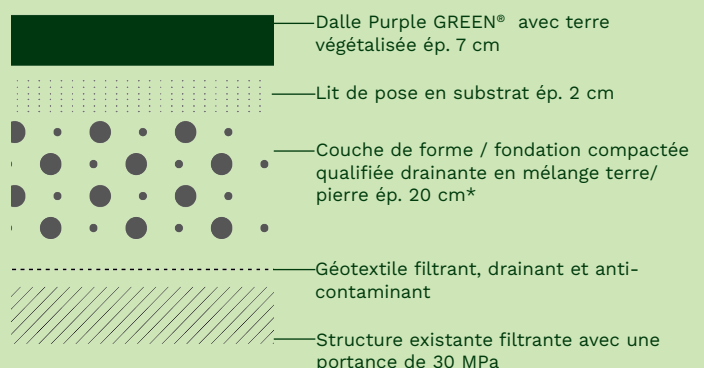 Dalle Purple GREEN® avec terre
végétalisée ép. 7 cm
Lit de pose en substrat ép. 2 cm
Couche de forme / fondation compactée
qualifiée drainante en mélange terre/
pierre ép. 20 cm*
Géotextile filtrant, drainant et anti-
contaminant
Structure existante filtrante avec une
portance de 30 MPa